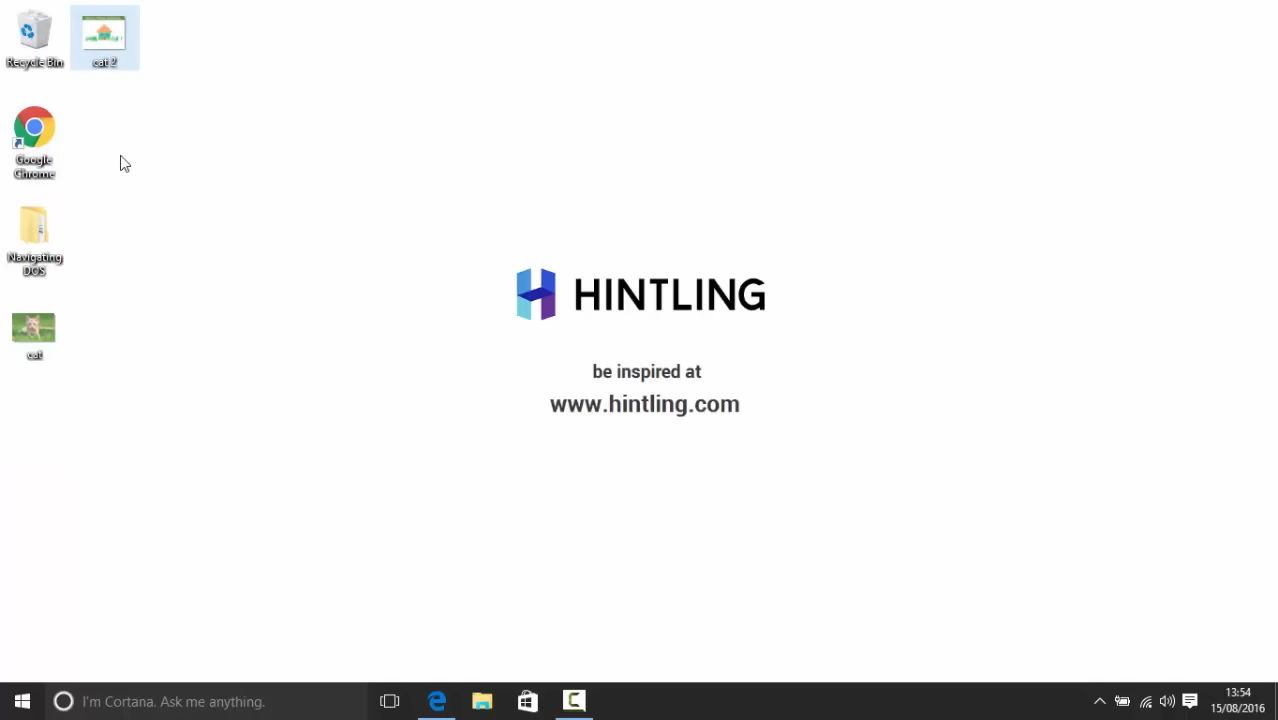 Recycle Bin
cat 2
Google
Chrome
Navigating
DOS
cat
HINTLING
be inspired at
www.hintling.com
I'm Cortana. Ask me anything.
13:54
15/08/2016